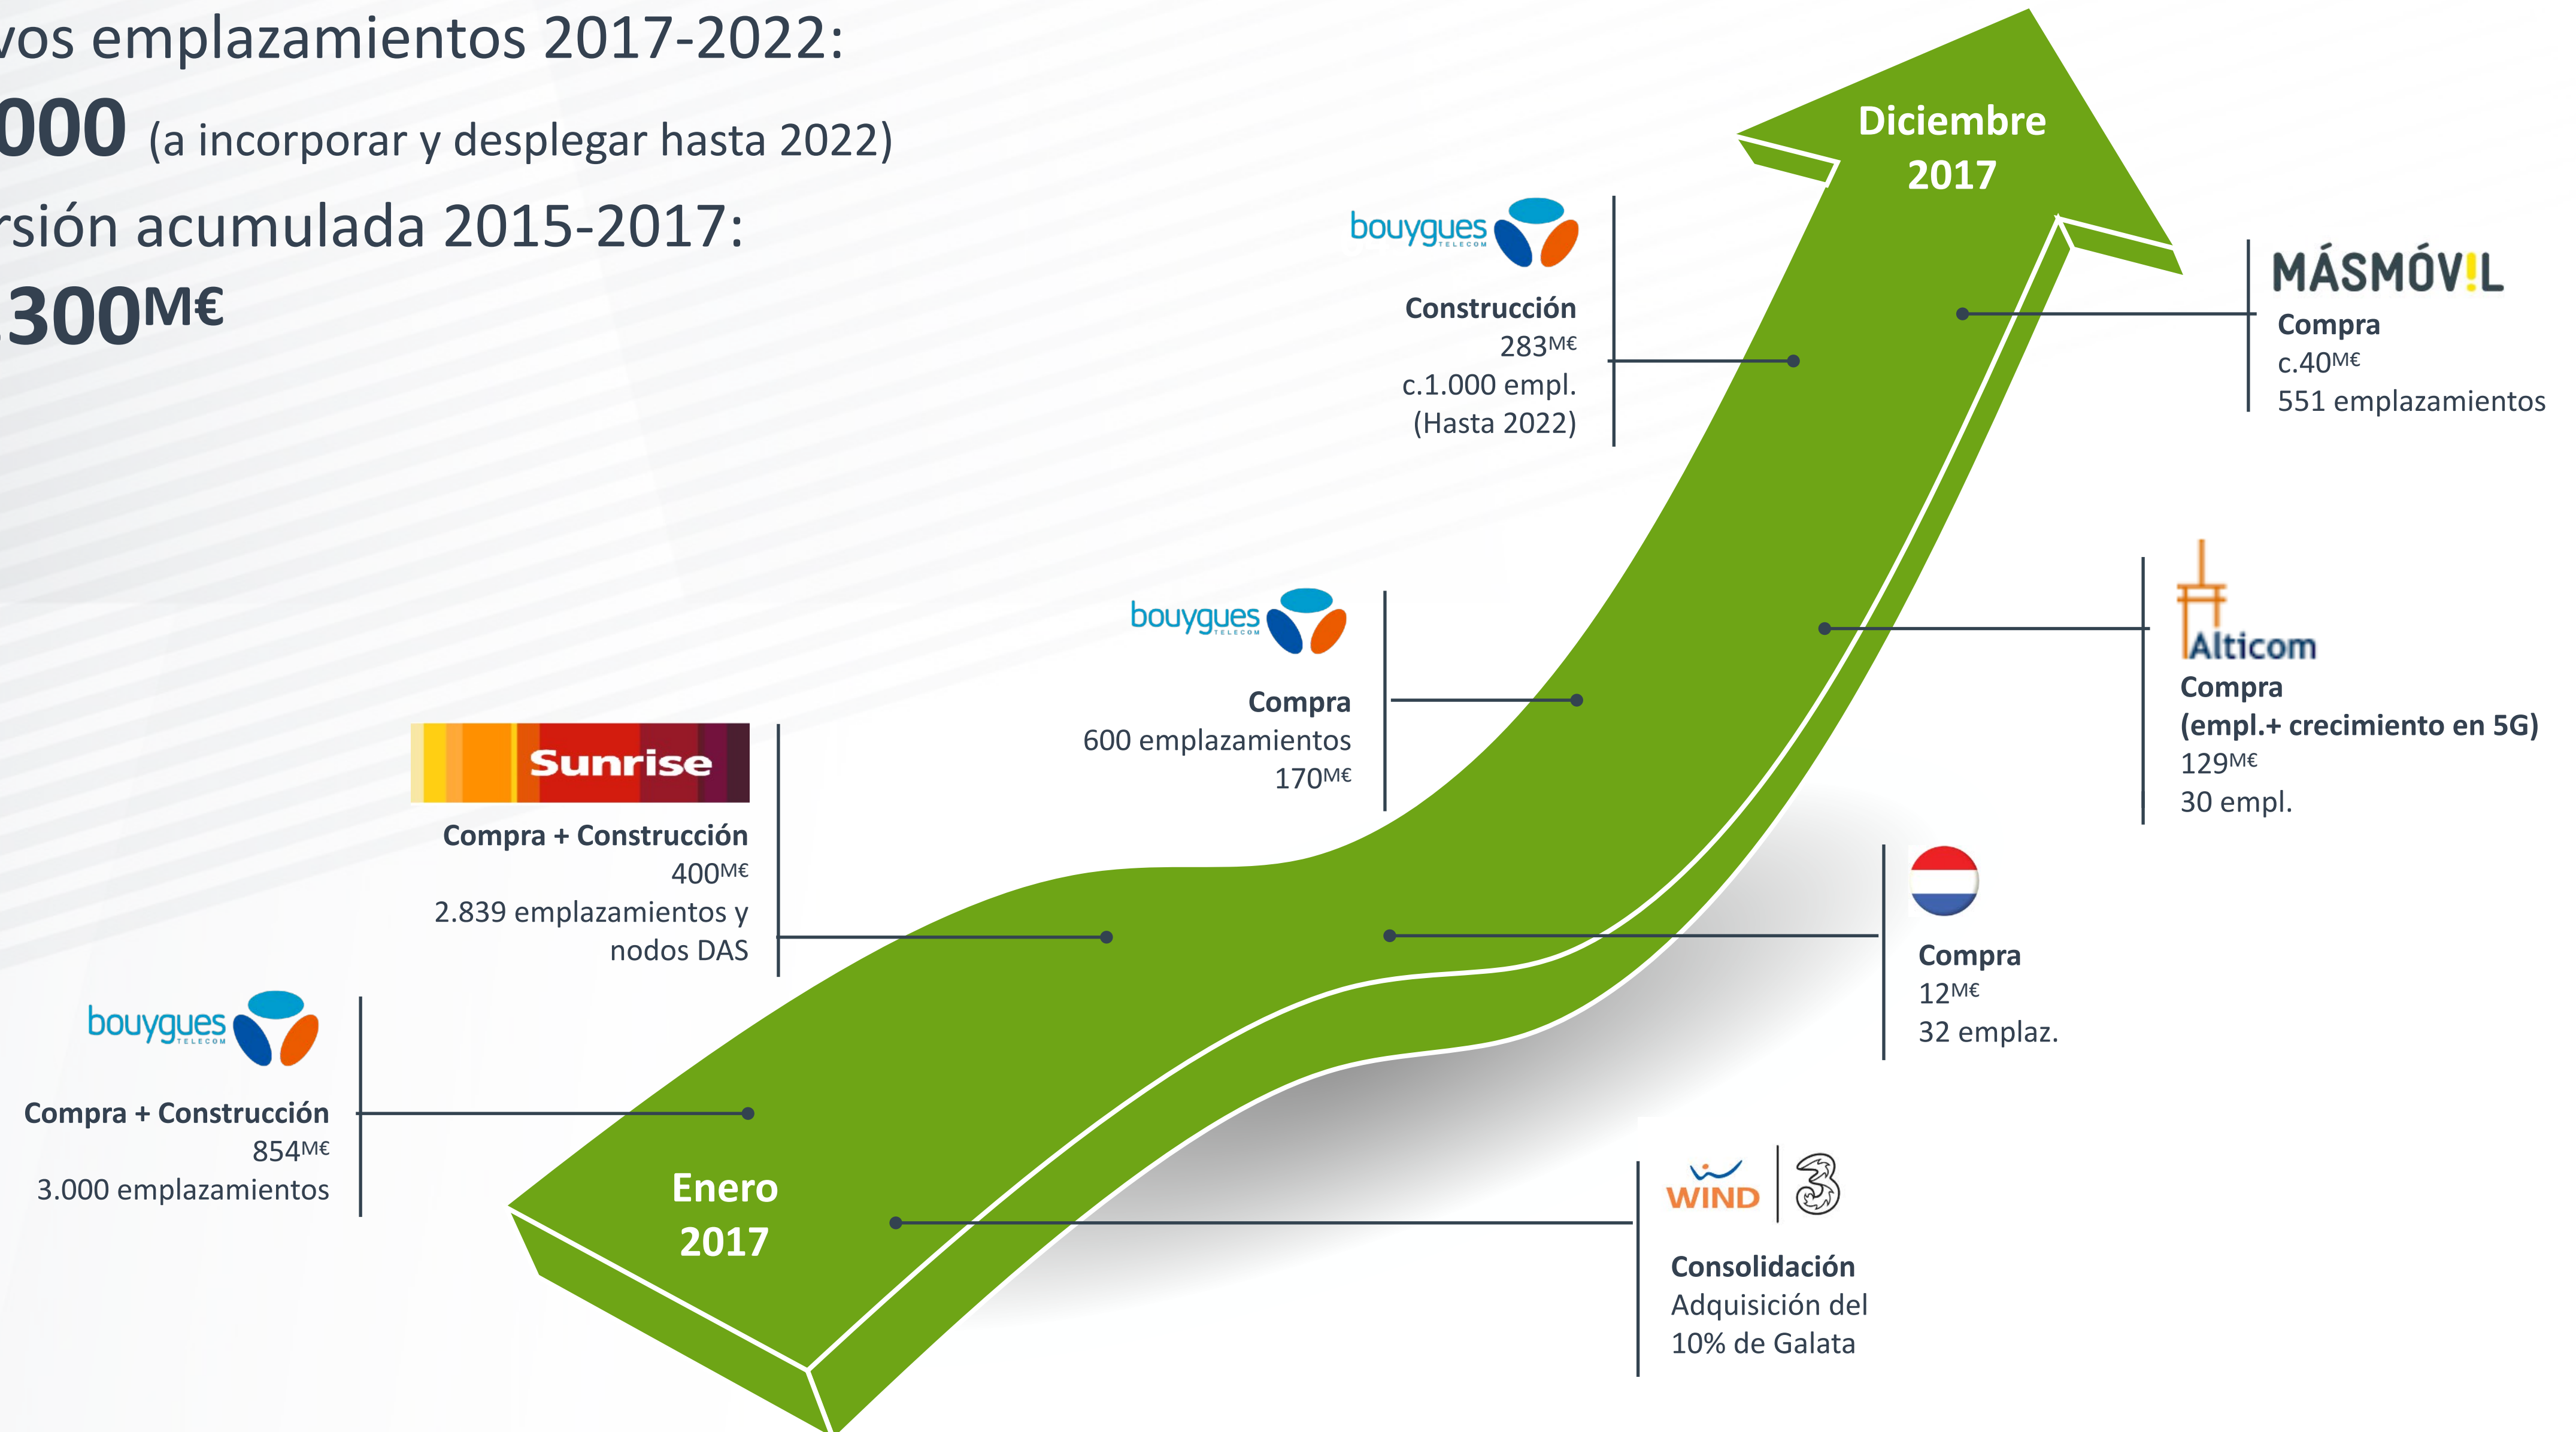 vos emplazamientos 2017-2022:
000 (a incorporar y desplegar hasta 2022)
rsión acumulada 2015-2017:
.300M€
Diciembre
2017
bouygues
TELECOM
Construcción
283M€
c.1.000 empl.
(Hasta 2022)
MÁSMÓV!L
Compra
c.40M€
551 emplazamientos
bouygues
TELECOM
Compra
600 emplazamientos
170M€
Alticom
Compra
(empl.+ crecimiento en 5G)
129M€
30 empl.
Sunrise
Compra + Construcción
400M€
2.839 emplazamientos y
nodos DAS
Compra
12M€
32 emplaz.
bouygues
TELECOM
Compra + Construcción
854M€
3.000 emplazamientos
Enero
2017
WIND 3
Consolidación
Adquisición del
10% de Galata